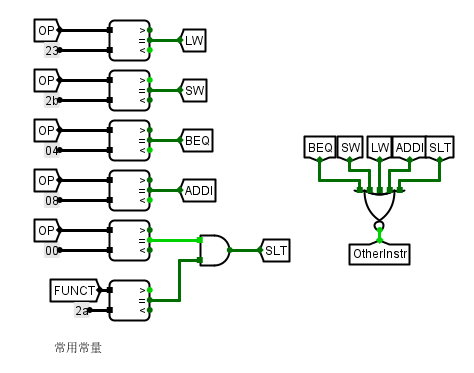 OP
23
>
=
<
LW
OP
2b
>
=
<
SW
OP
04
>
=
<
BEQ
OP
08
>
=
<
ADDI
OP
00
>
=
<
SLT
FUNCT
2a
>
=
<
BEQ SW LW ADDI SLT
OtherInstr
常用常量